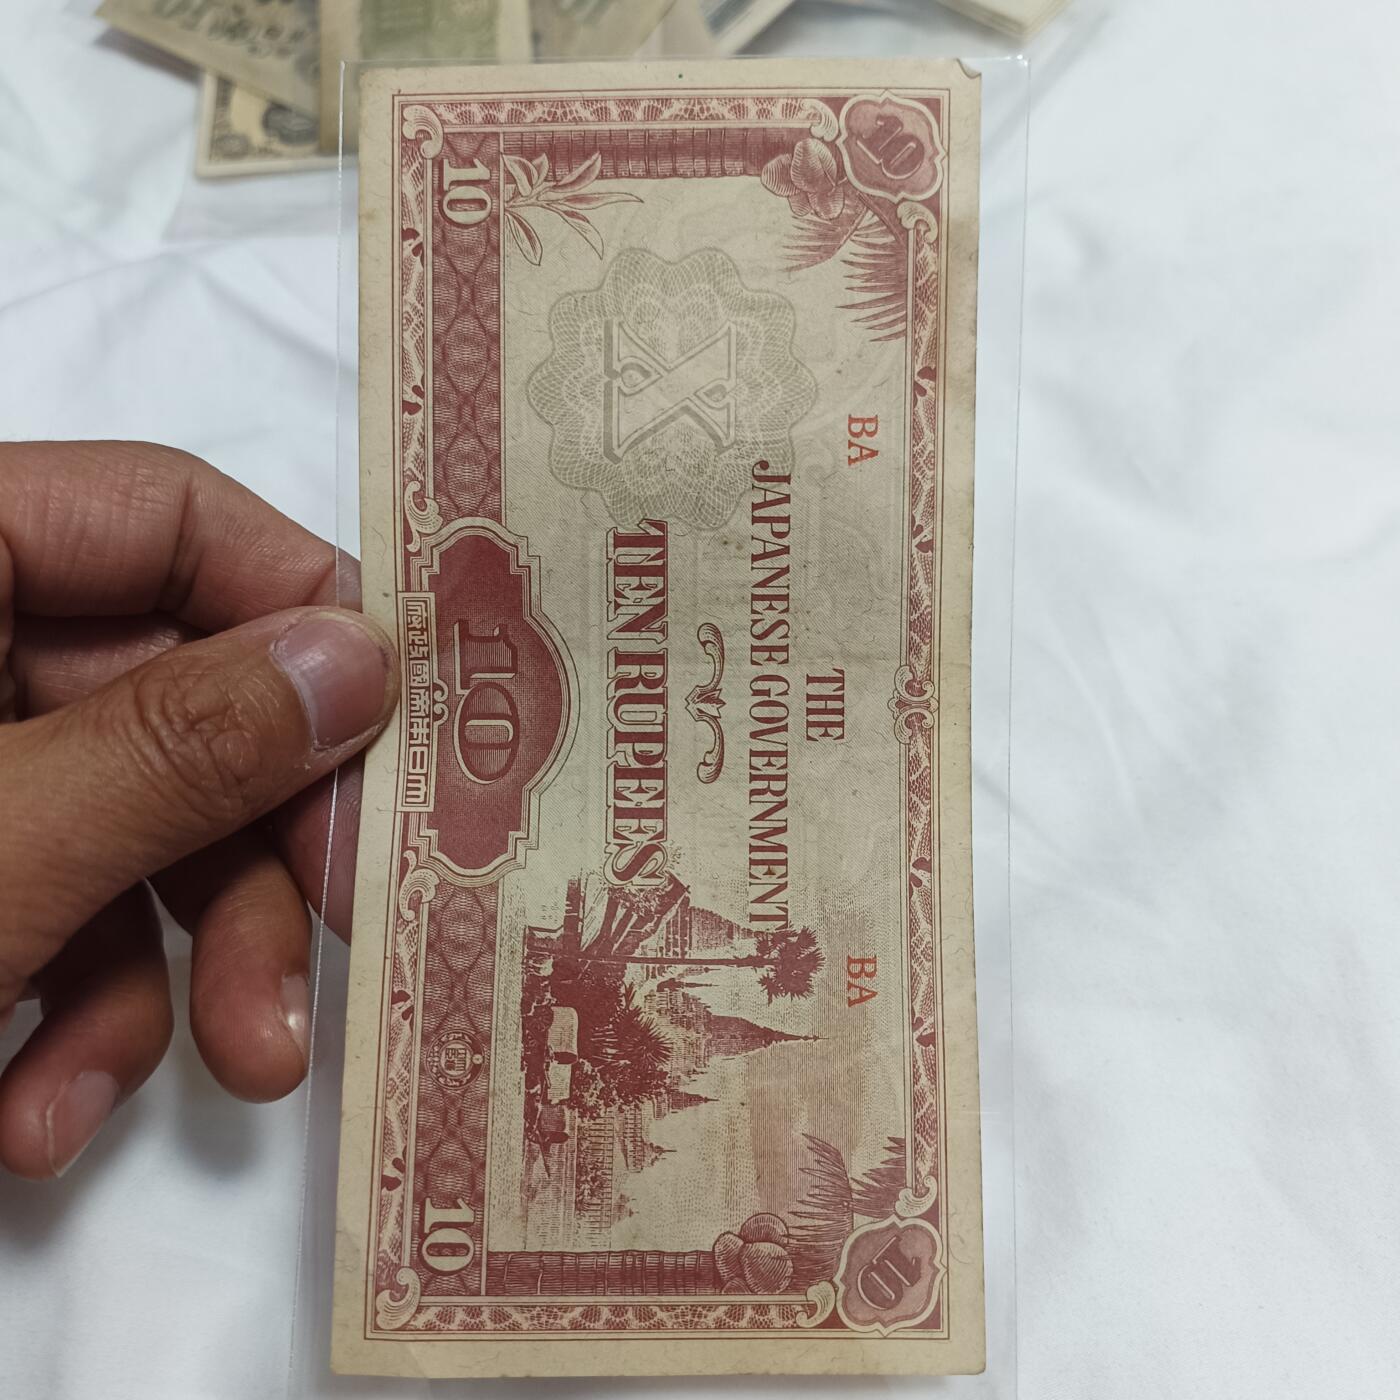 10
10
BA
BA
THE
JAPANESE GOVERNMENT
X
TEN RUPEES
10
10
10
府政國帝本日大